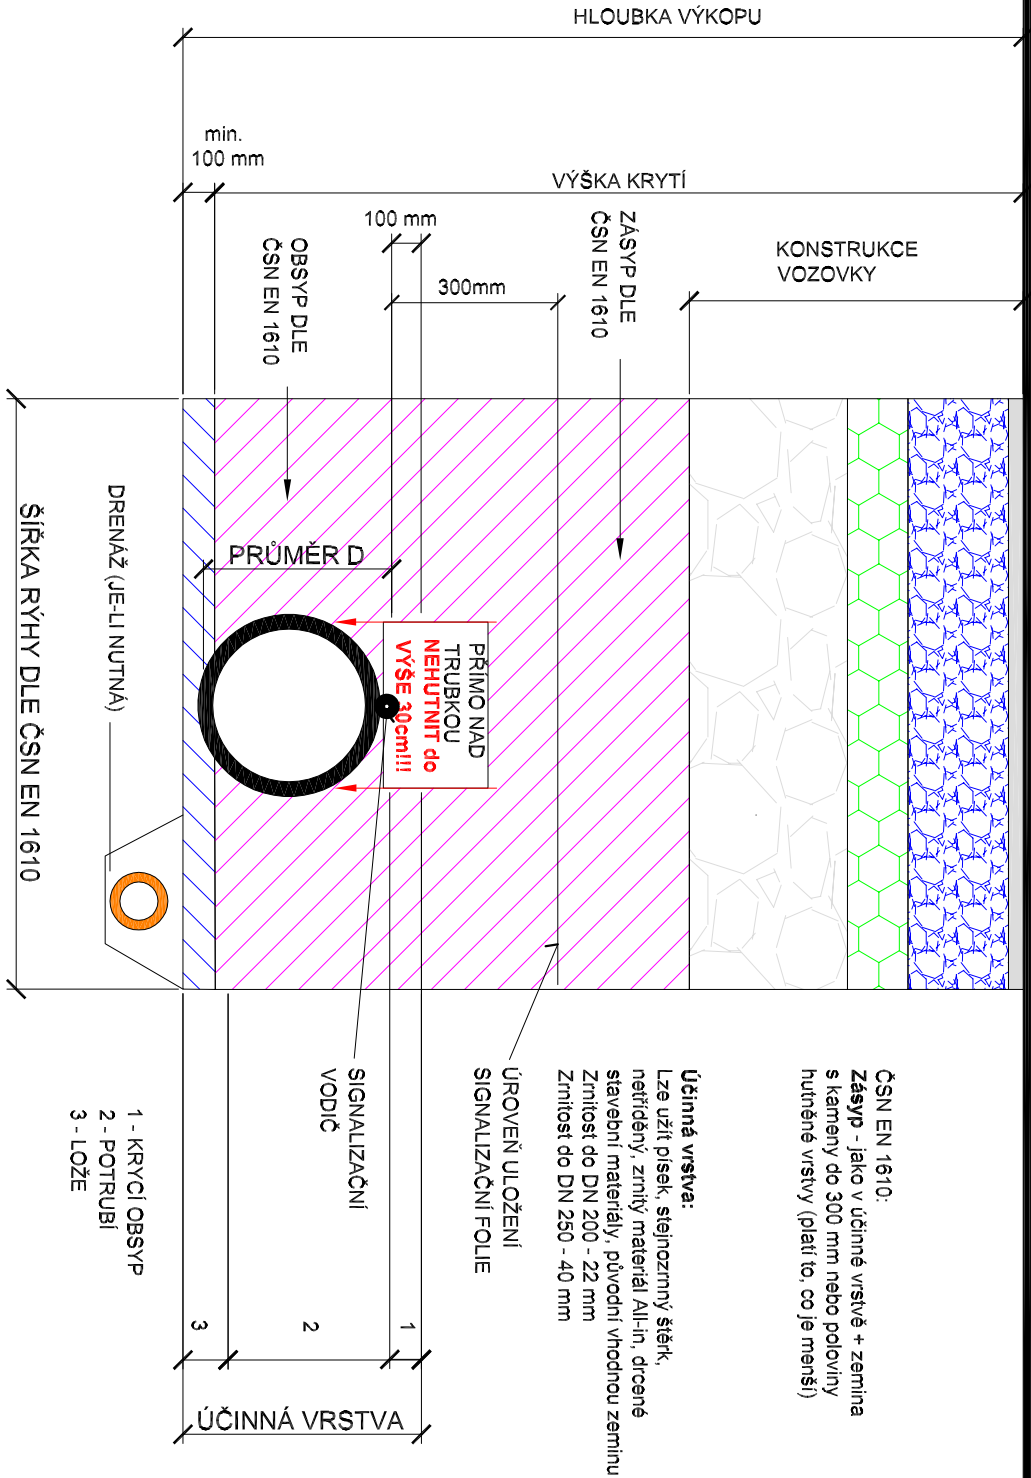 HLOUBKA VÝKOPU
min.
100 mm
VÝŠKA KRYTÍ
100 mm
300mm
KONSTRUKCE
VOZOVKY
ZÁSYP DLE
ČSN EN 1610
OBSYP DLE
ČSN EN 1610
PRŮMĚR D
PŘÍMO NAD
TRUBKOU
NEHUTNIT do
VÝŠE 30cm!!!
DRENÁŽ (JE-LI NUTNÁ)
ŠÍŘKA RÝHY DLE ČSN EN 1610
ČSN EN 1610:
Zásyp - jako v účinné vrstvě + zemina
s kameny do 300 mm nebo poloviny
hutněné vrstvy (platí to, co je menší)
Účinná vrstva:
Lze užít písek, stejnozrnný štěrk,
netříděný, zrnitý materiál All-in, drcené
stavební materiály, původní vhodnou zeminu
Zrnitost do DN 200 - 22 mm
Zrnitost do DN 250 - 40 mm
ÚROVEŇ ULOŽENÍ
SIGNALIZAČNÍ FOLIE
SIGNALIZAČNÍ
VODIČ
1 - KRYCÍ OBSYP
2 - POTRUBÍ
3 - LOŽE
1
2
3
ÚČINNÁ VRSTVA